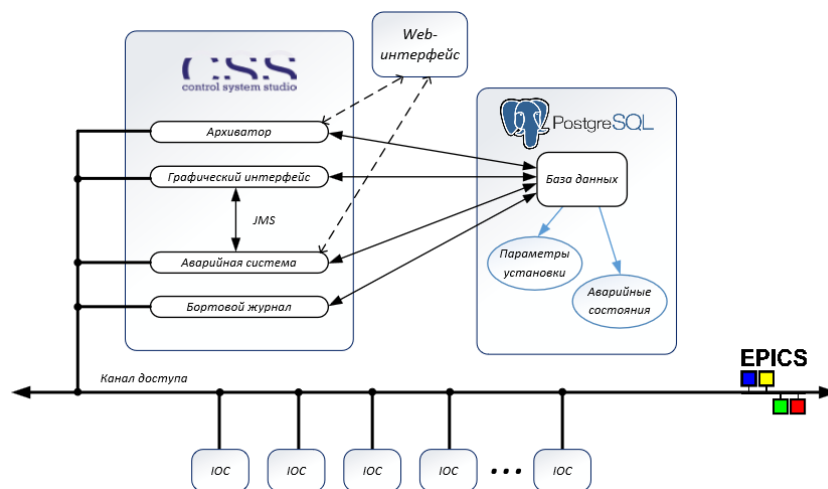 Web-
интерфейс
CSS
control system studio
PostgreSQL
Архиватор
Графический интерфейс
База данных
JMS
Параметры
установки
Аварийная система
Аварийные
состояния
Бортовой журнал
EPICS
Канал доступа
IOC
IOC
IOC
IOC
...
IOC